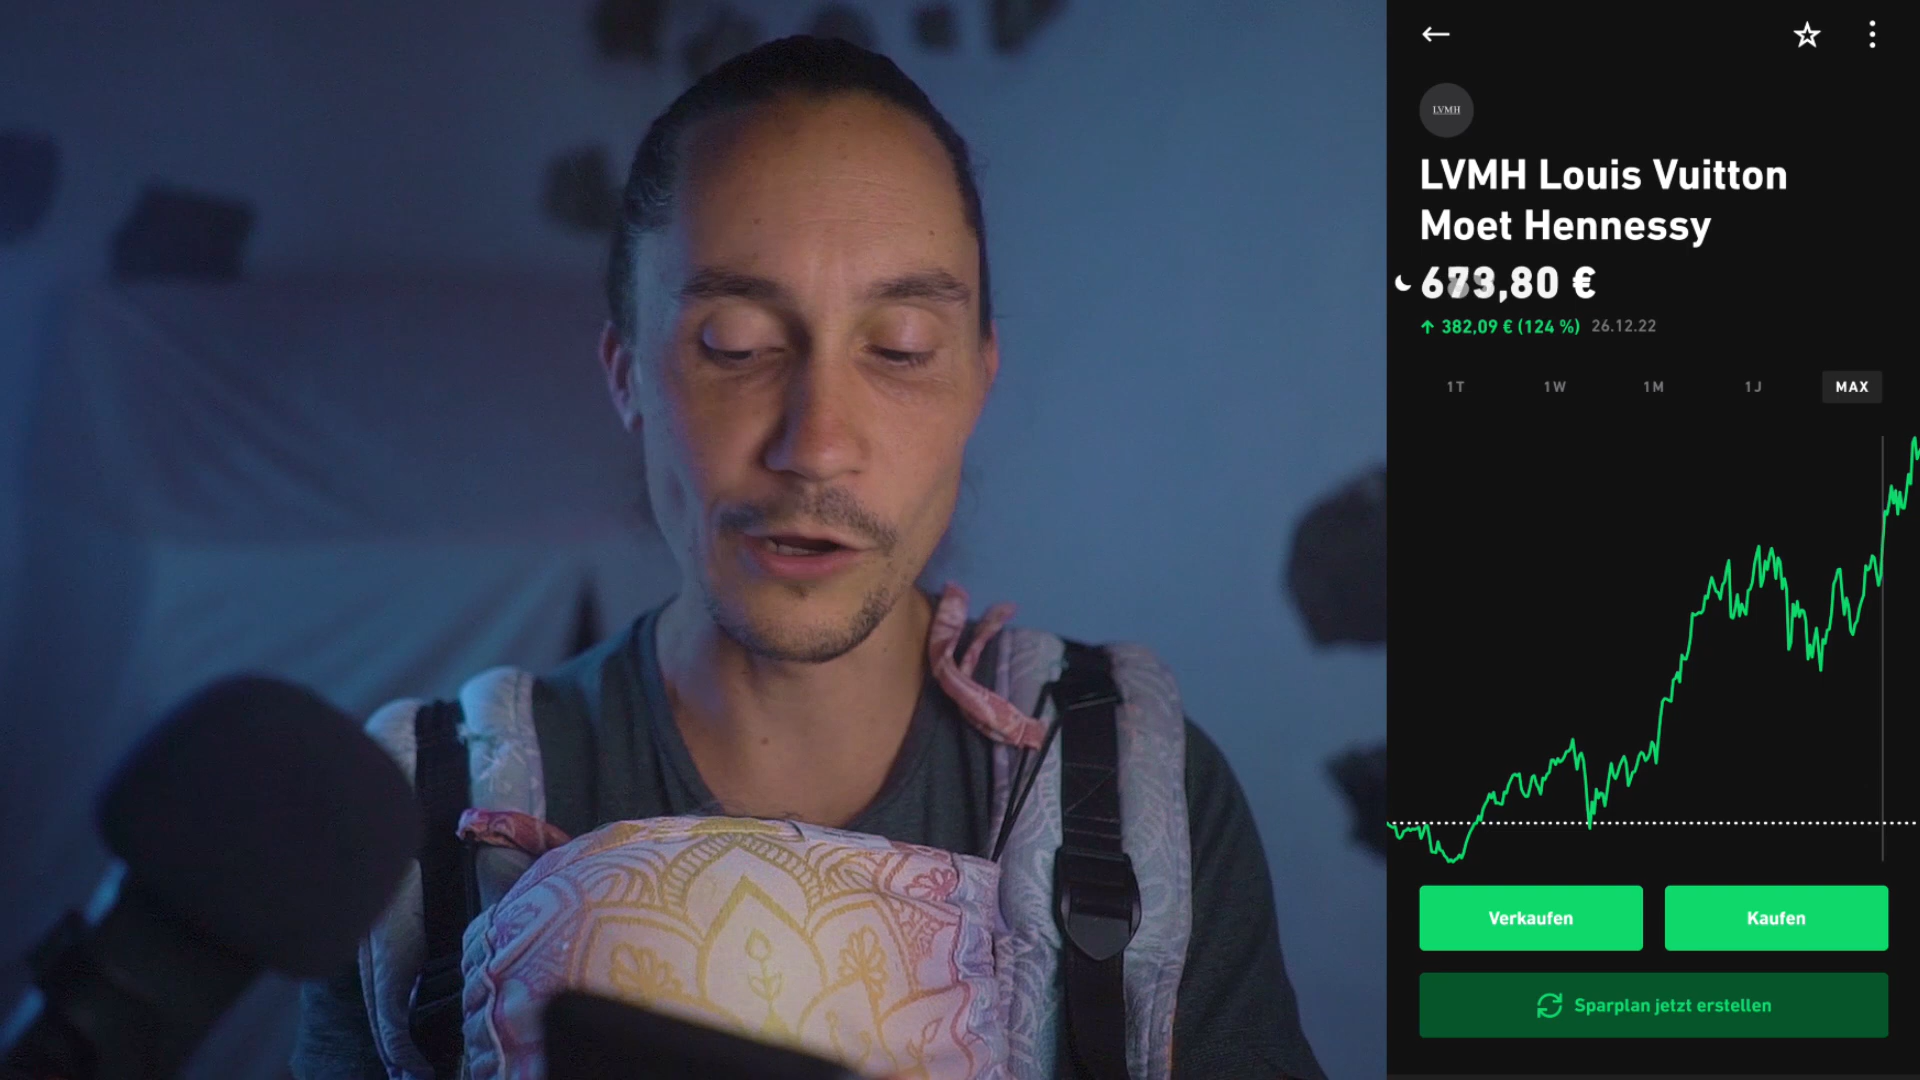 LVMH
LVMH Louis Vuitton
Moet Hennessy
,80 €
↑ 382,09 € (124 %) 26.12.22
1T 1W 1M 1J MAX
Verkaufen Kaufen
Sparplan jetzt erstellen